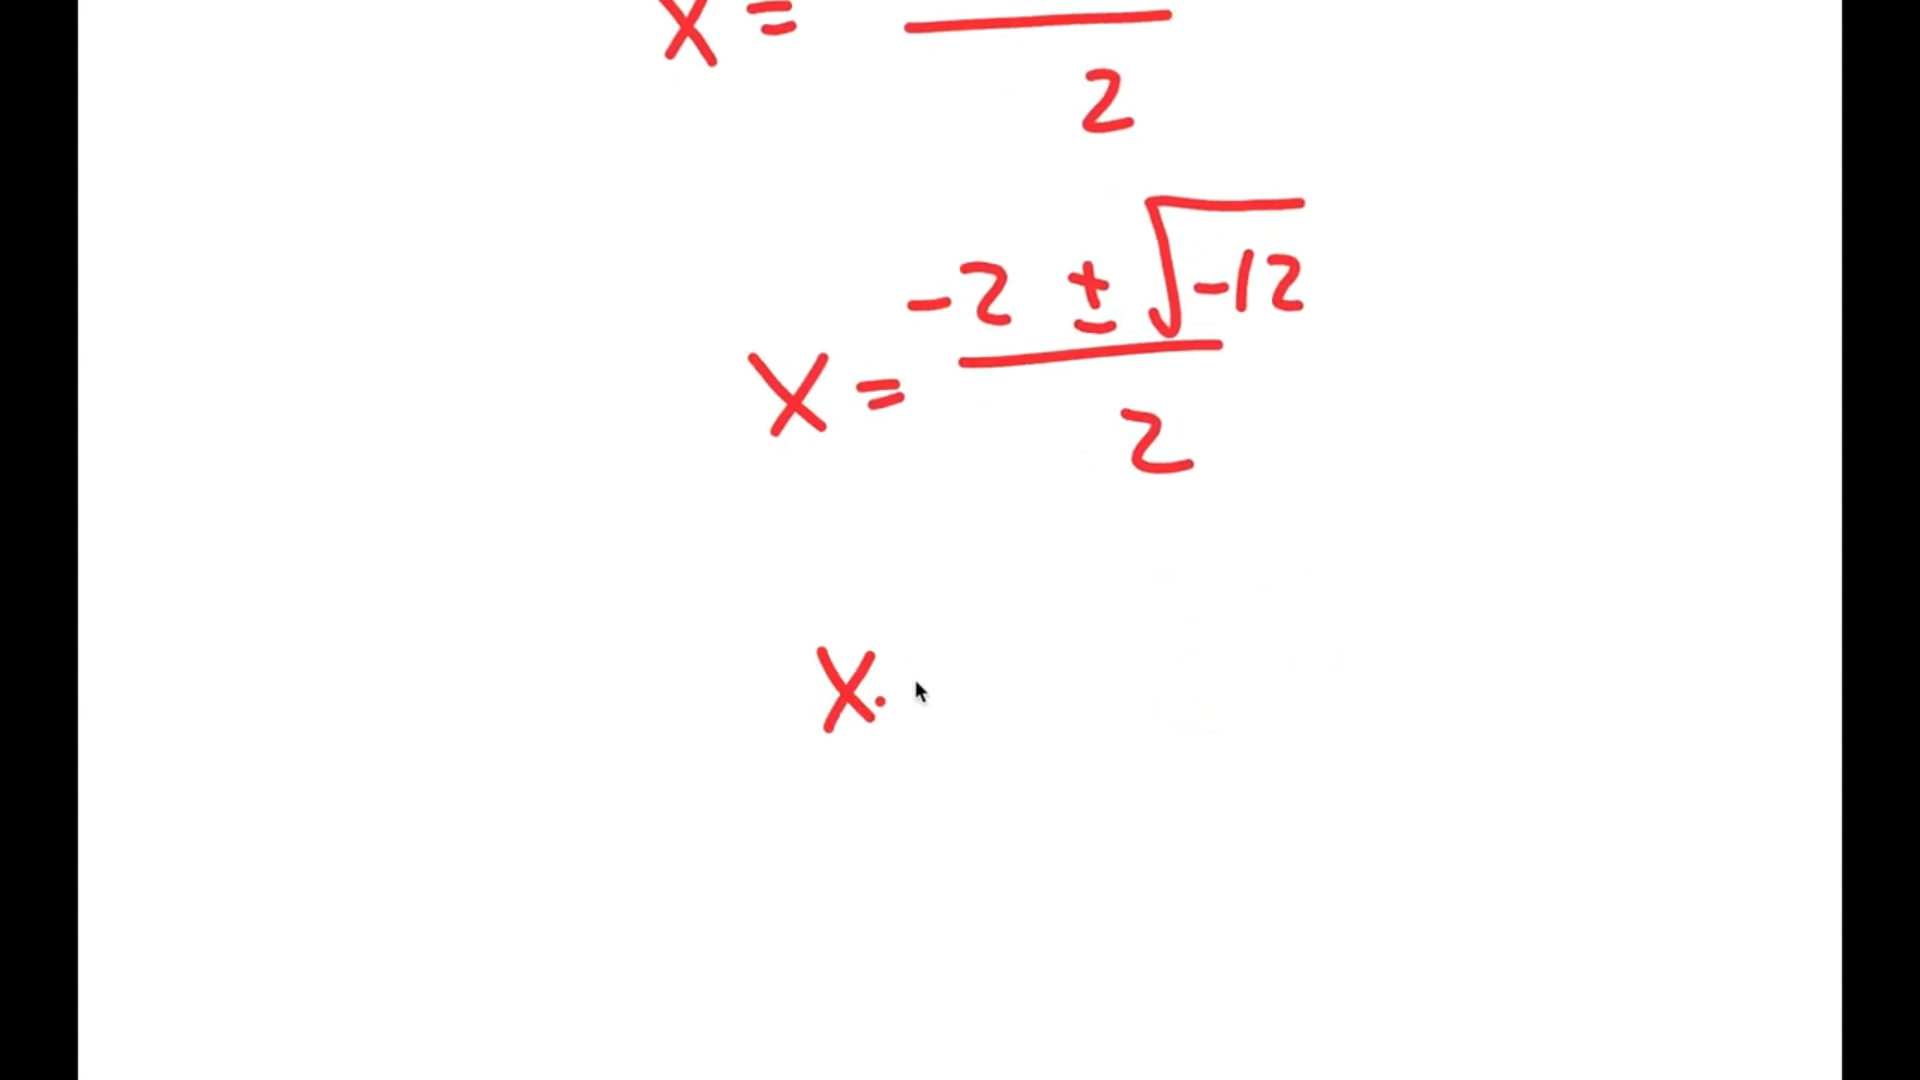 x =
2
-2 ± √-12
x =
2
x.